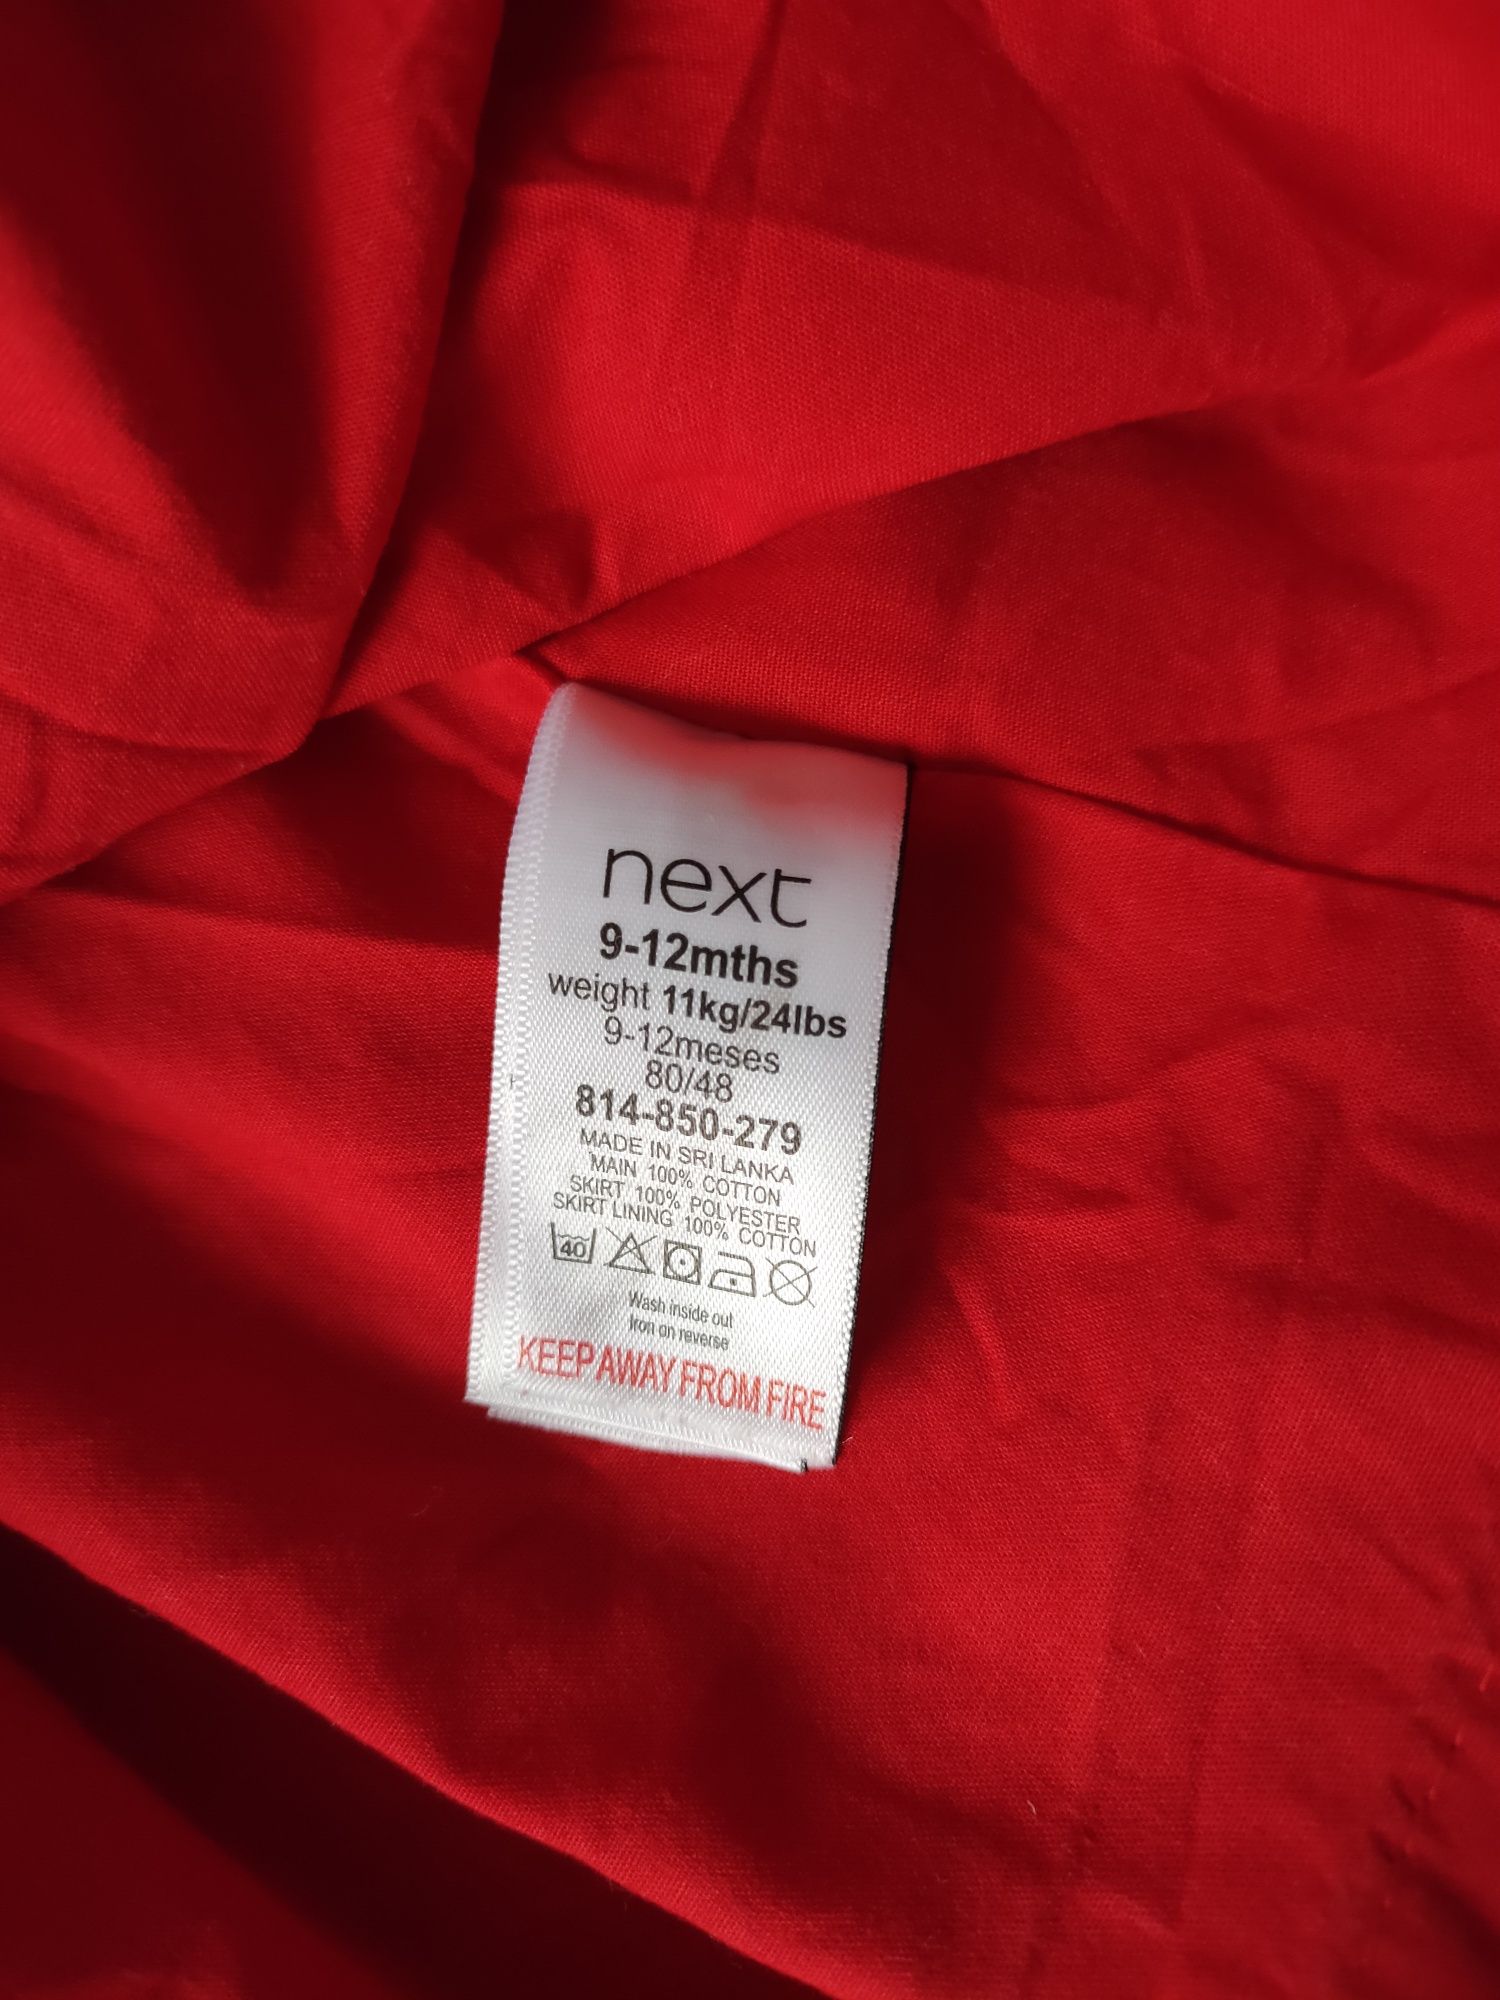 next
9-12mths
weight 11kg/24lbs
9-12meses
80/48
814-850-279
MADE IN SRI LANKA
MAIN 100% COTTON
SKIRT 100% POLYESTER
SKIRT LINING 100% COTTON
40
Wash inside out
Iron on reverse
KEEP AWAY FROM FIRE